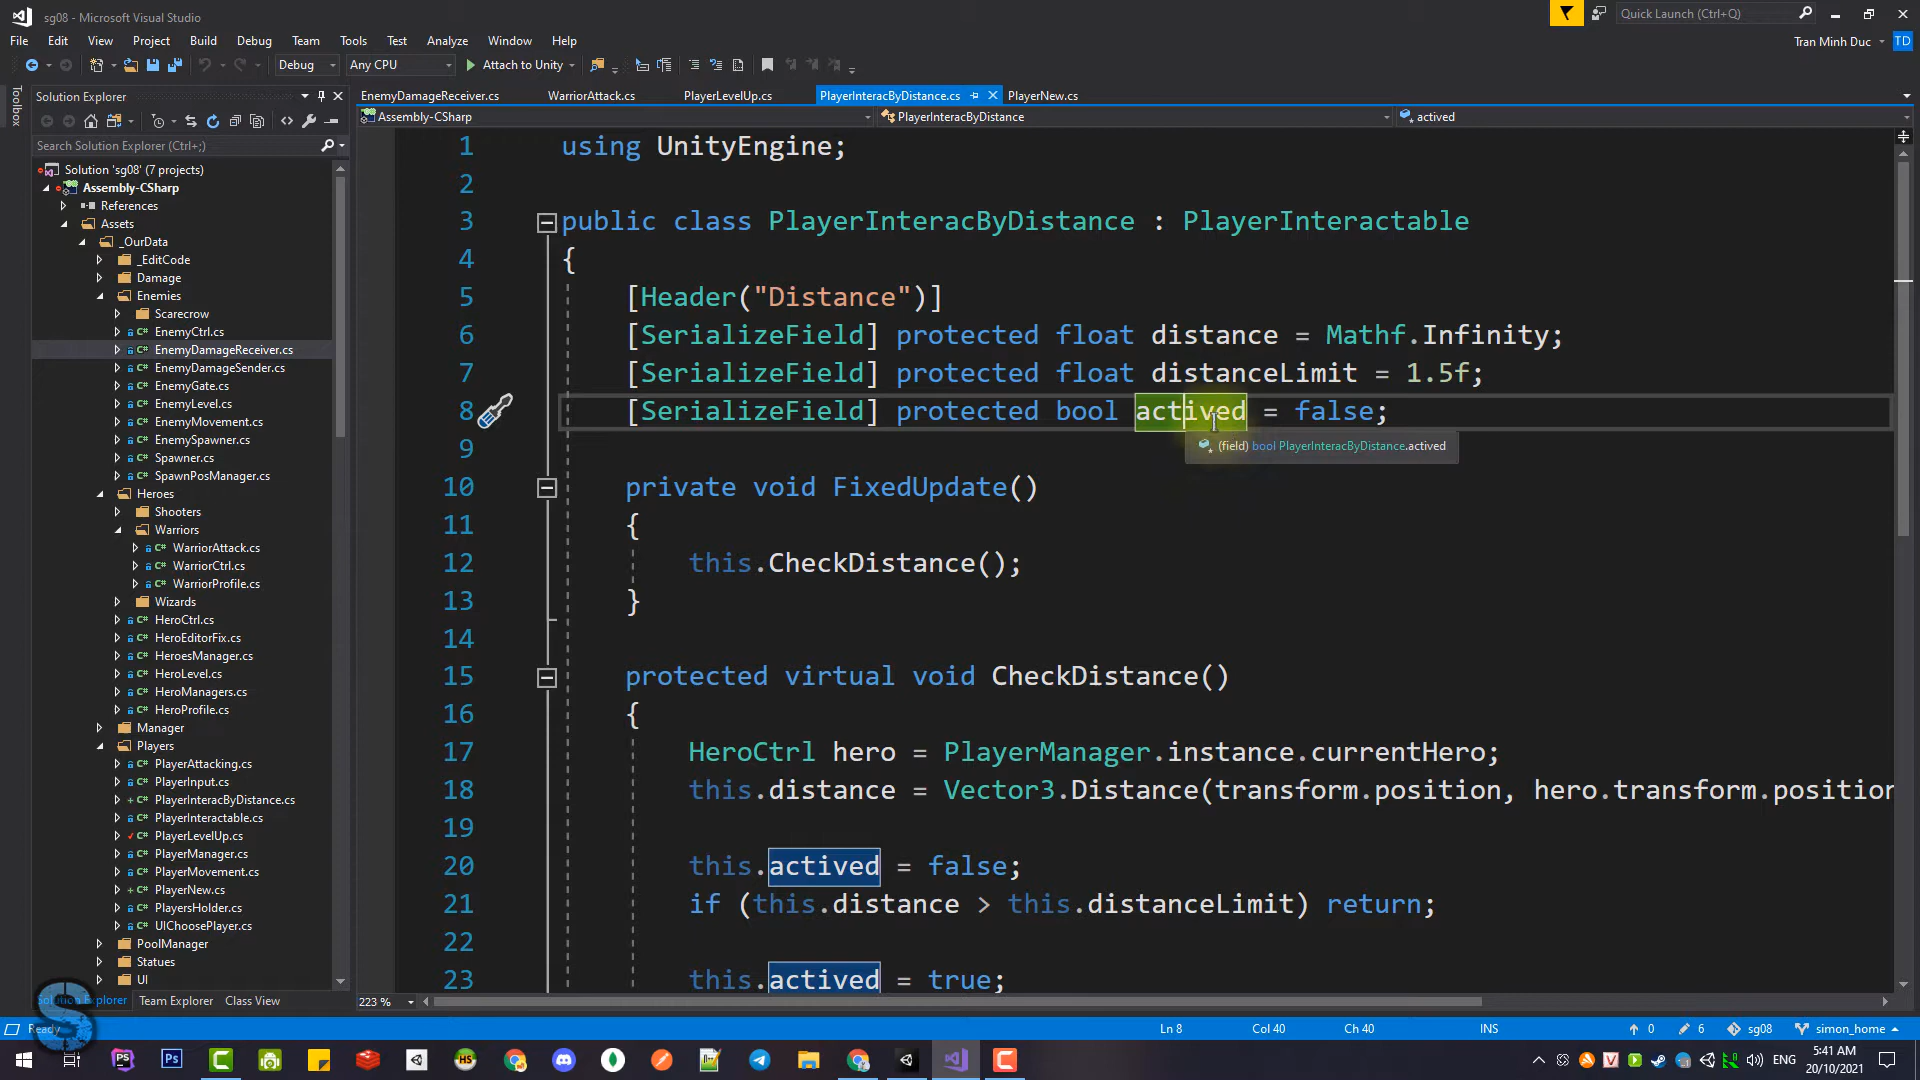 sg08 - Microsoft Visual Studio
Quick Launch (Ctrl+Q)
File Edit View Project Build Debug Team Tools Test Analyze Window Help
Tran Minh Duc TD
Debug Any CPU Attach to Unity
Toolbox
Solution Explorer
Search Solution Explorer (Ctrl+;)
Solution 'sg08' (7 projects)
Assembly-CSharp
References
Assets
_OurData
_EditCode
Damage
Enemies
Scarecrow
EnemyCtrl.cs
EnemyDamageReceiver.cs
EnemyDamageSender.cs
EnemyGate.cs
EnemyLevel.cs
EnemyMovement.cs
EnemySpawner.cs
Spawner.cs
SpawnPosManager.cs
Heroes
Shooters
Warriors
WarriorAttack.cs
WarriorCtrl.cs
WarriorProfile.cs
Wizards
HeroCtrl.cs
HeroEditorFix.cs
HeroesManager.cs
HeroLevel.cs
HeroManagers.cs
HeroProfile.cs
Manager
Players
PlayerAttacking.cs
PlayerInput.cs
PlayerInteracByDistance.cs
PlayerInteractable.cs
PlayerLevelUp.cs
PlayerManager.cs
PlayerMovement.cs
PlayerNew.cs
PlayersHolder.cs
UIChoosePlayer.cs
PoolManager
Statues
UI
Solution Explorer Team Explorer Class View
EnemyDamageReceiver.cs WarriorAttack.cs PlayerLevelUp.cs PlayerInteracByDistance.cs PlayerNew.cs
Assembly-CSharp PlayerInteracByDistance actived
1 using UnityEngine;
2
3 public class PlayerInteracByDistance : PlayerInteractable
4 {
5 [Header("Distance")]
6 [SerializeField] protected float distance = Mathf.Infinity;
7 [SerializeField] protected float distanceLimit = 1.5f;
8 [SerializeField] protected bool actived = false;
(field) bool PlayerInteracByDistance.actived
9
10 private void FixedUpdate()
11 {
12 this.CheckDistance();
13 }
14
15 protected virtual void CheckDistance()
16 {
17 HeroCtrl hero = PlayerManager.instance.currentHero;
18 this.distance = Vector3.Distance(transform.position, hero.transform.position
19
20 this.actived = false;
21 if (this.distance > this.distanceLimit) return;
22
23 this.actived = true;
223 %
Ready Ln 8 Col 40 Ch 40 INS 0 6 sg08 simon_home
ENG 5:41 AM
20/10/2021